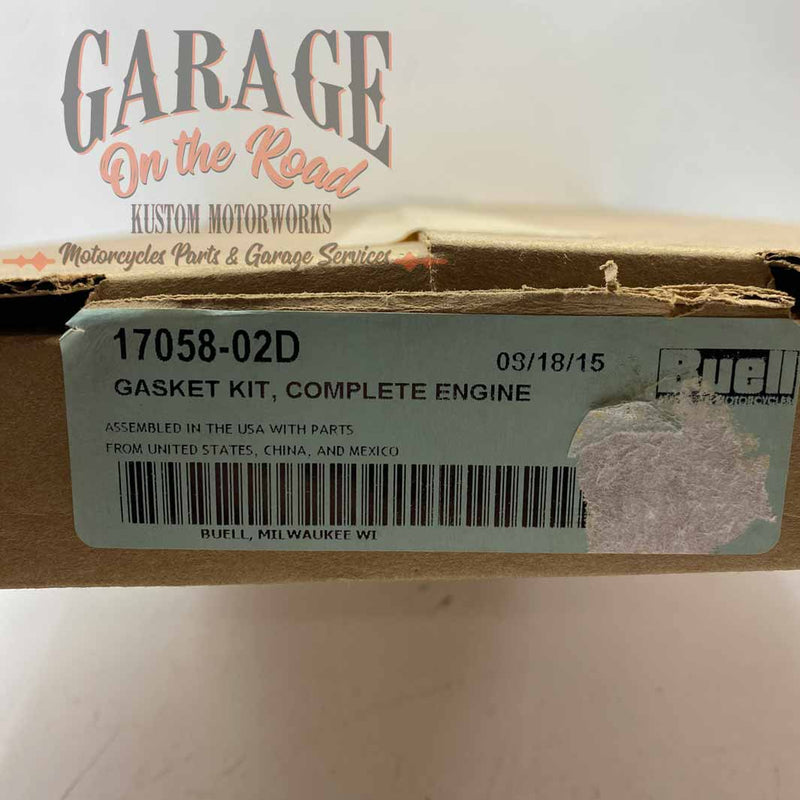 GARAGE
On the Road
KUSTOM MOTORWORKS
Motorcycles Parts & Garage Services
17058-02D
08/18/15
Buell
MOTORCYCLES
GASKET KIT, COMPLETE ENGINE
ASSEMBLED IN THE USA WITH PARTS
FROM UNITED STATES, CHINA, AND MEXICO
BUELL, MILWAUKEE WI